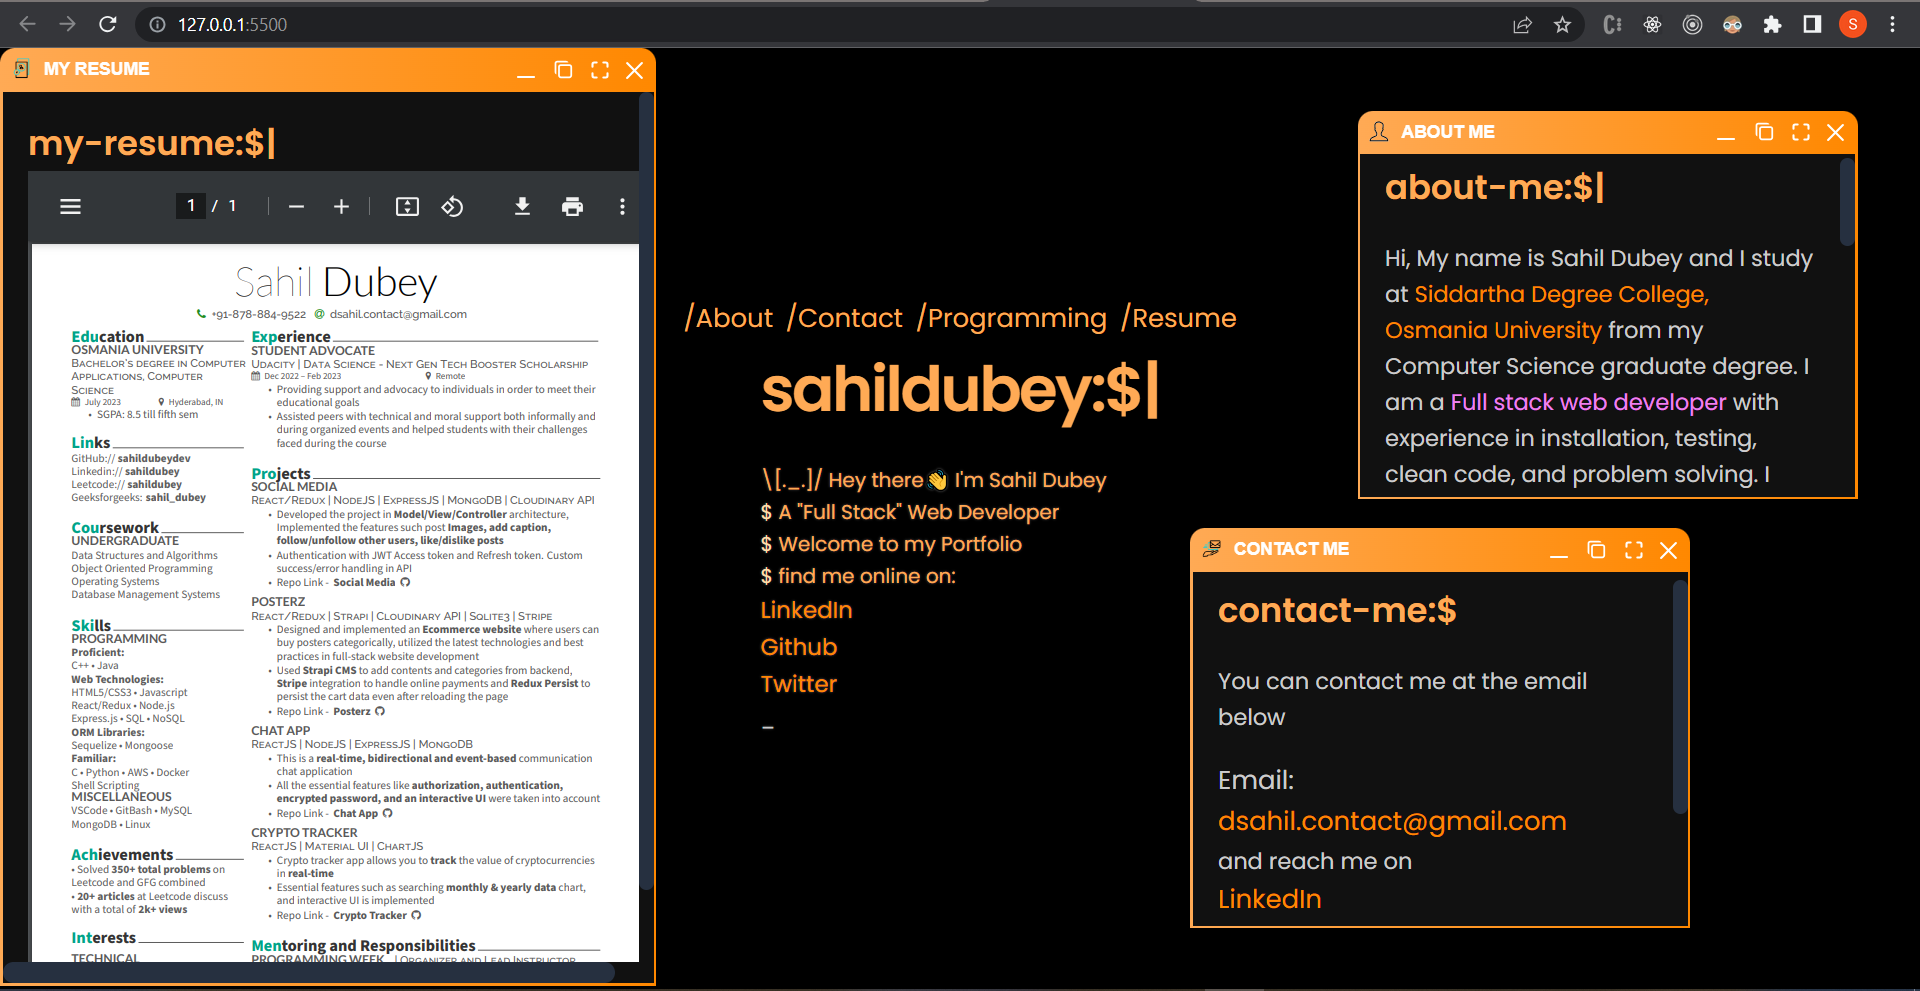 127.0.0.1:5500
S
MY RESUME
my-resume:$|
1 / 1
Sahil Dubey
+91-878-884-9522 dsahil.contact@gmail.com
Education
OSMANIA UNIVERSITY
BACHELOR'S DEGREE IN COMPUTER
APPLICATIONS, COMPUTER
SCIENCE
July 2023 Hyderabad, IN
• SGPA: 8.5 till fifth sem
Links
GitHub:// sahildubeydev
Linkedin:// sahildubey
Leetcode:// sahildubey
Geeksforgeeks: sahil_dubey
Coursework
UNDERGRADUATE
Data Structures and Algorithms
Object Oriented Programming
Operating Systems
Database Management Systems
Skills
PROGRAMMING
Proficient:
C++ • Java
Web Technologies:
HTML5/CSS3 • Javascript
React/Redux • Node.js
Express.js • SQL • NoSQL
ORM Libraries:
Sequelize • Mongoose
Familiar:
C • Python • AWS • Docker
Shell Scripting
MISCELLANEOUS
VSCode • GitBash • MySQL
MongoDB • Linux
Achievements
• Solved 350+ total problems on
Leetcode and GFG combined
• 20+ articles at Leetcode discuss
with a total of 2k+ views
Interests
TECHNICAL
Experience
STUDENT ADVOCATE
UDACITY | DATA SCIENCE - NEXT GEN TECH BOOSTER SCHOLARSHIP
Dec 2022 – Feb 2023 Remote
• Providing support and advocacy to individuals in order to meet their
educational goals
• Assisted peers with technical and moral support both informally and
during organized events and helped students with their challenges
faced during the course
Projects
SOCIAL MEDIA
REACT/REDUX | NODEJS | EXPRESSJS | MONGODB | CLOUDINARY API
• Developed the project in Model/View/Controller architecture,
Implemented the features such post Images, add caption,
follow/unfollow other users, like/dislike posts
• Authentication with JWT Access token and Refresh token. Custom
success/error handling in API
• Repo Link - Social Media
POSTERZ
REACT/REDUX | STRAPI | CLOUDINARY API | SQLITE3 | STRIPE
• Designed and implemented an Ecommerce website where users can
buy posters categorically, utilized the latest technologies and best
practices in full-stack website development
• Used Strapi CMS to add contents and categories from backend,
Stripe integration to handle online payments and Redux Persist to
persist the cart data even after reloading the page
• Repo Link - Posterz
CHAT APP
REACTJS | NODEJS | EXPRESSJS | MONGODB
• This is a real-time, bidirectional and event-based communication
chat application
• All the essential features like authorization, authentication,
encrypted password, and an interactive UI were taken into account
• Repo Link - Chat App
CRYPTO TRACKER
REACTJS | MATERIAL UI | CHARTJS
• Crypto tracker app allows you to track the value of cryptocurrencies
in real-time
• Essential features such as searching monthly & yearly data chart,
and interactive UI is implemented
• Repo Link - Crypto Tracker
Mentoring and Responsibilities
PROGRAMMING WEEK | ORGANIZER AND LEAD INSTRUCTOR
/About /Contact /Programming /Resume
sahildubey:$|
\[._.]/ Hey there👋 I'm Sahil Dubey
$ A "Full Stack" Web Developer
$ Welcome to my Portfolio
$ find me online on:
LinkedIn
Github
Twitter
_
ABOUT ME
about-me:$|
Hi, My name is Sahil Dubey and I study
at Siddartha Degree College,
Osmania University from my
Computer Science graduate degree. I
am a Full stack web developer with
experience in installation, testing,
clean code, and problem solving. I
CONTACT ME
contact-me:$
You can contact me at the email
below
Email:
dsahil.contact@gmail.com
and reach me on
LinkedIn